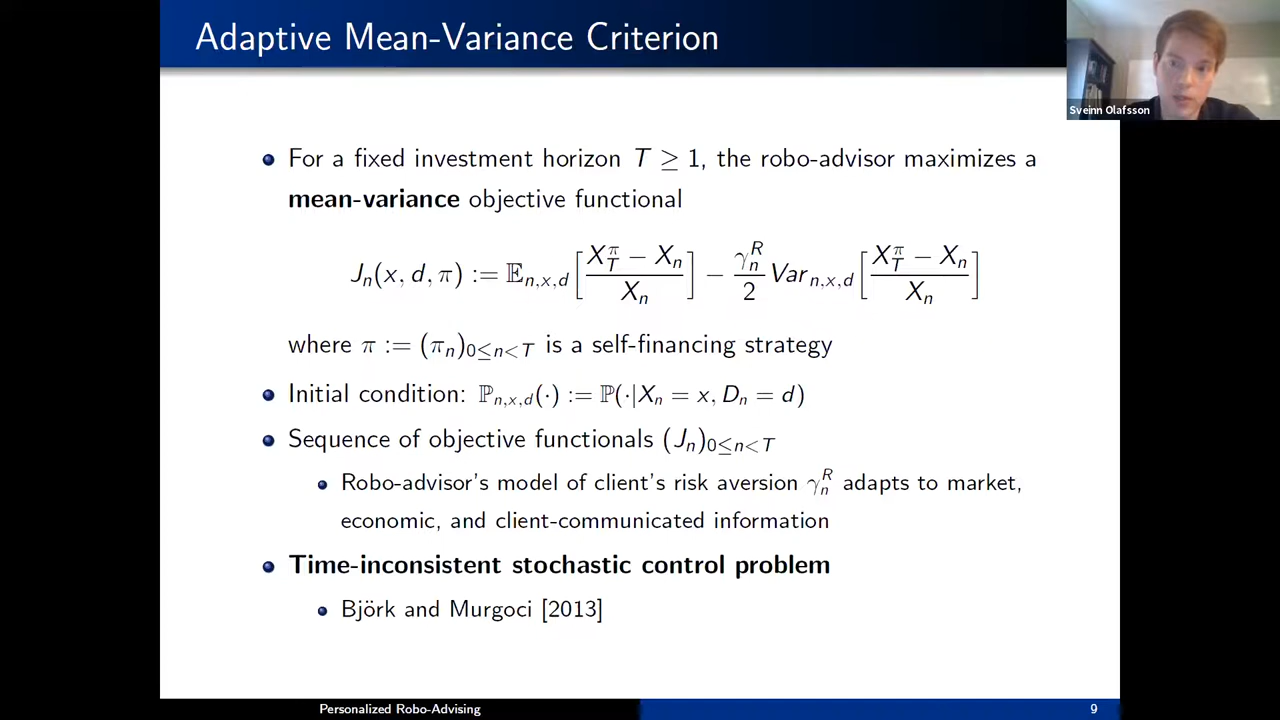 Adaptive Mean-Variance Criterion
Sveinn Olafsson
For a fixed investment horizon T ≥ 1, the robo-advisor maximizes a
mean-variance objective functional
J_n(x, d, π) := 𝔼_{n,x,d}[(X_T^π − X_n)/X_n] − (γ_n^R/2) Var_{n,x,d}[(X_T^π − X_n)/X_n]
where π := (π_n)_{0≤n<T} is a self-financing strategy
Initial condition: ℙ_{n,x,d}(·) := ℙ(·|X_n = x, D_n = d)
Sequence of objective functionals (J_n)_{0≤n<T}
Robo-advisor's model of client's risk aversion γ_n^R adapts to market,
economic, and client-communicated information
Time-inconsistent stochastic control problem
Björk and Murgoci [2013]
Personalized Robo-Advising
9